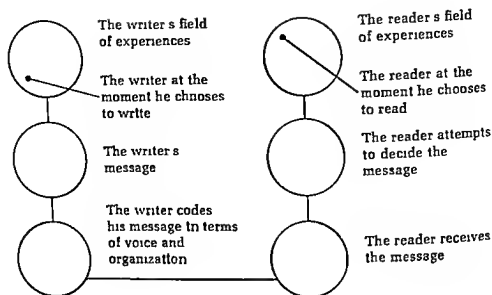 The writer s field
of experiences
The writer at the
moment he chnoses
to write
The writer s
message
The writer codes
his message in terms
of voice and
organization
The reader s field
of experiences
The reader at the
moment he chooses
to read
The reader attempts
to decide the
message
The reader receives
the message